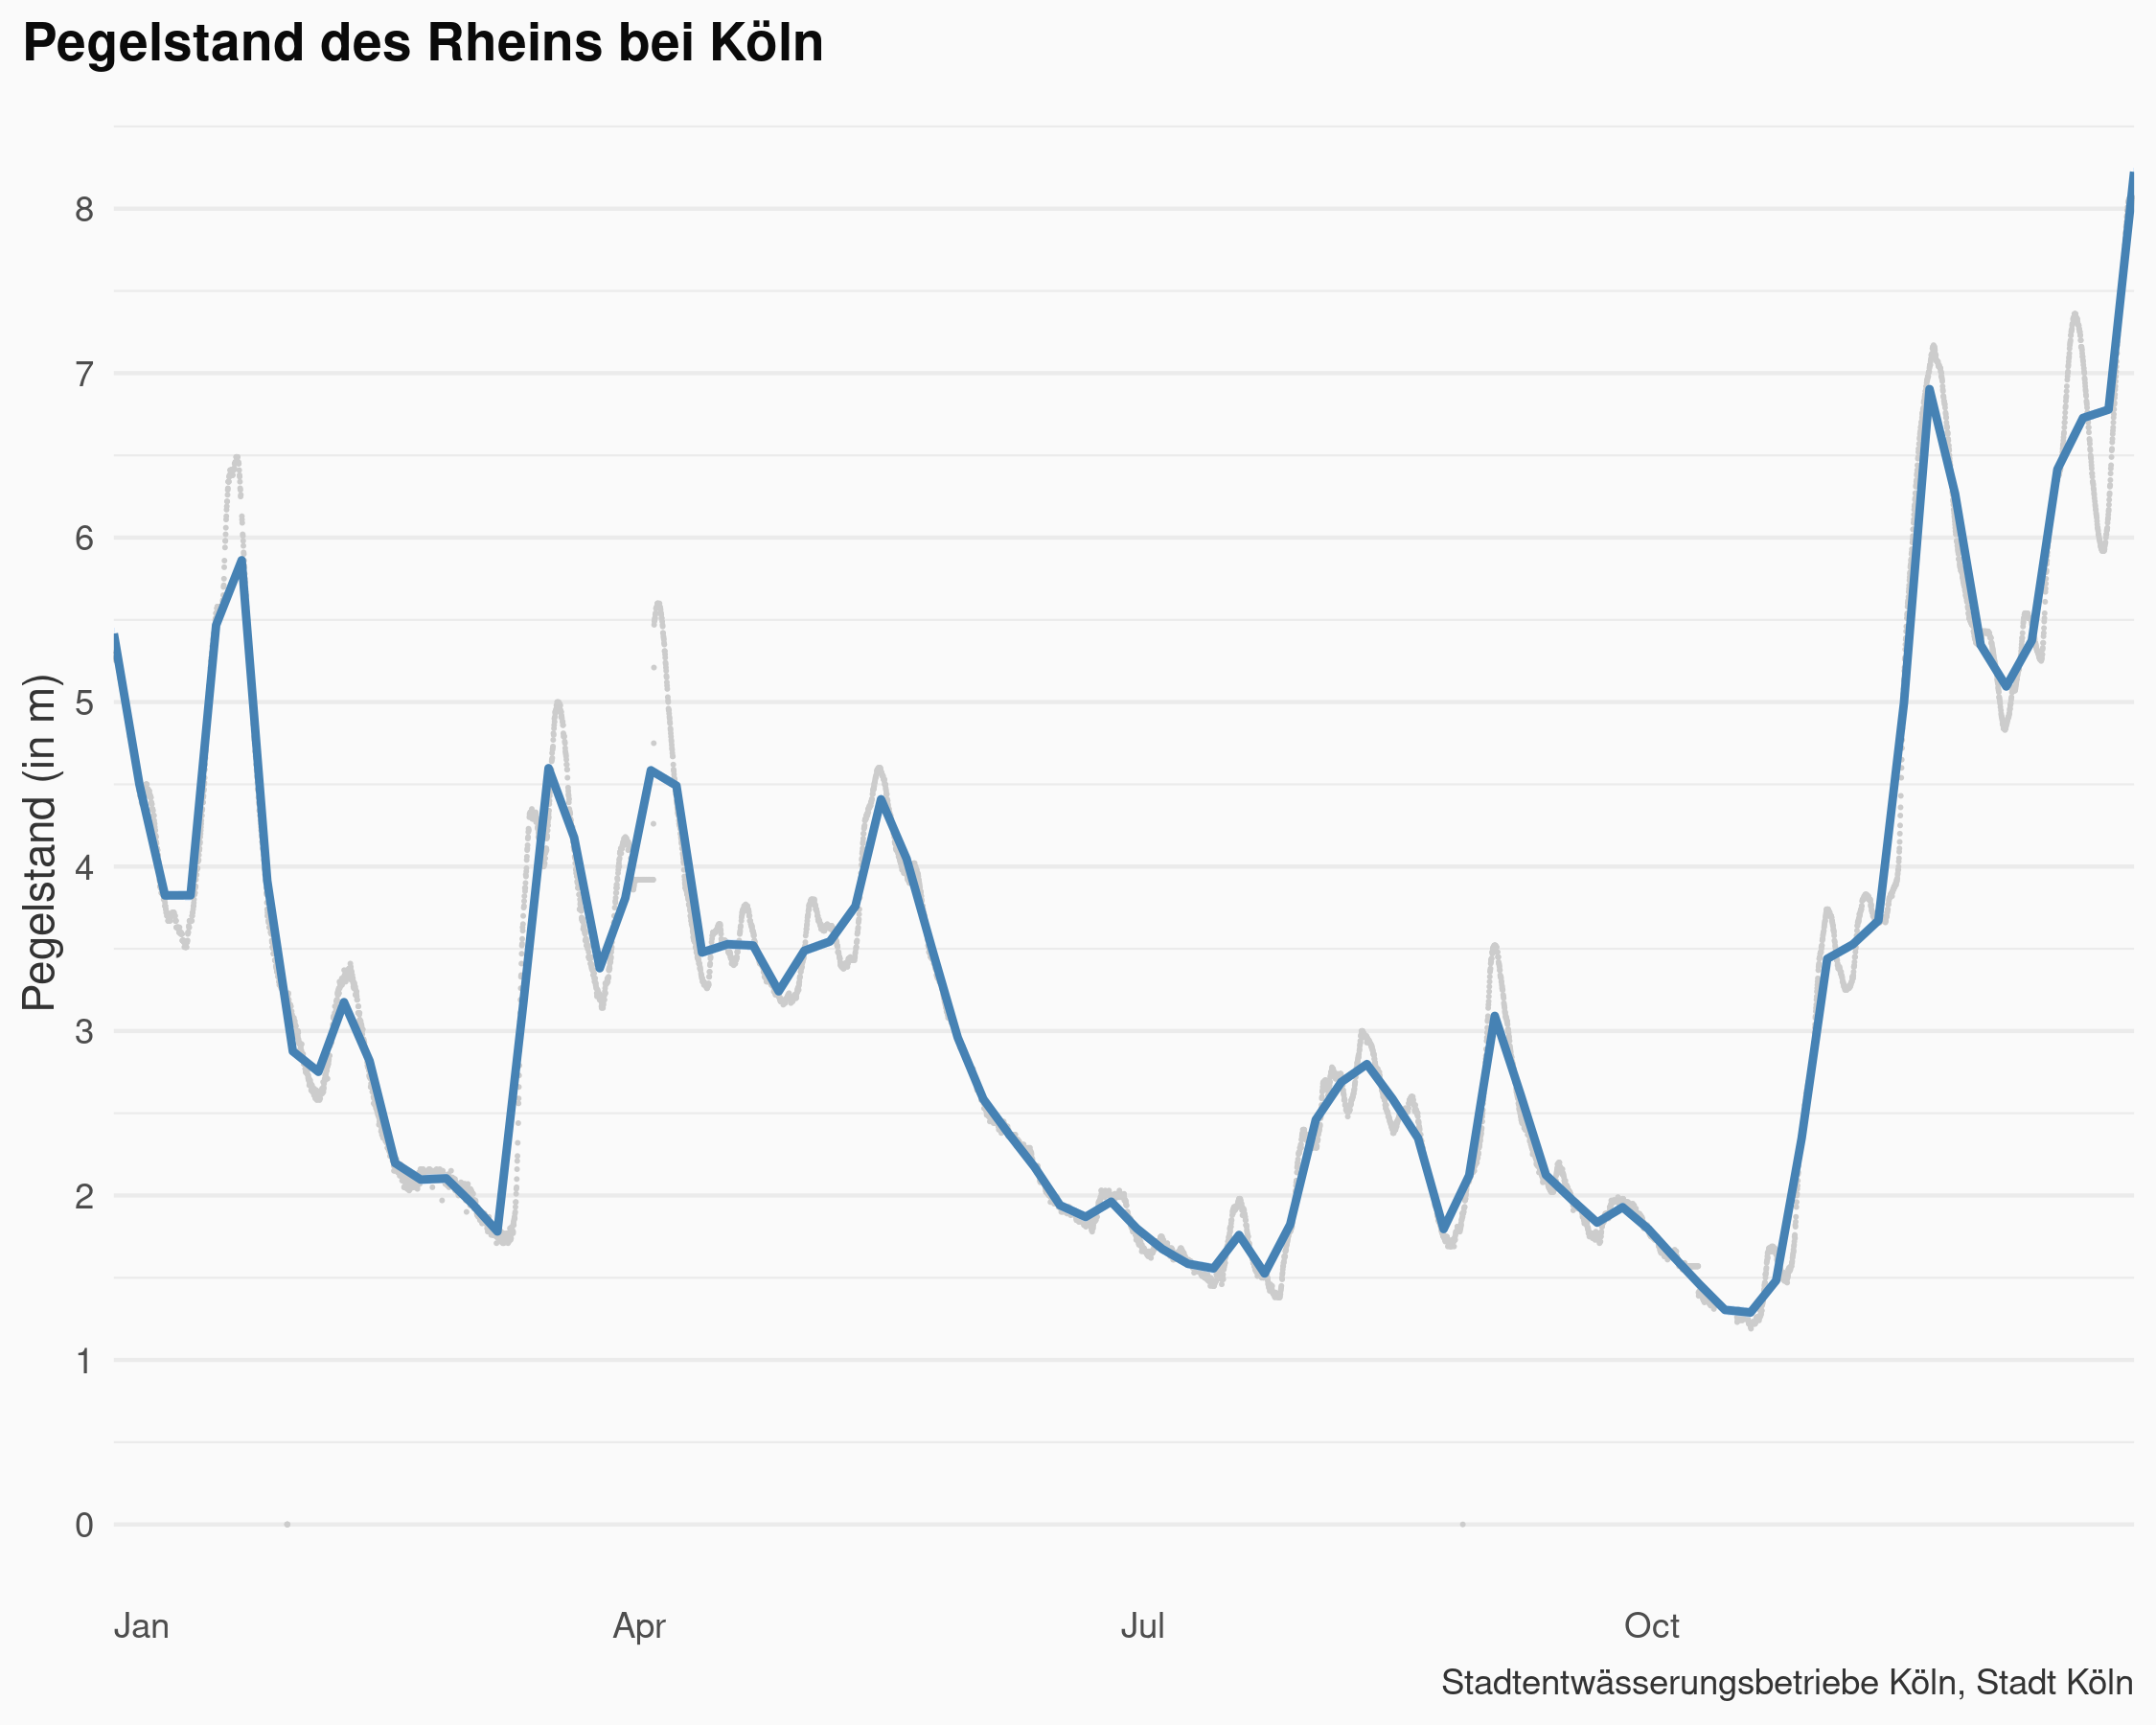 Pegelstand des Rheins bei Köln
Pegelstand (in m)
8
7
6
5
4
3
2
1
0
Jan Apr Jul Oct
Stadtentwässerungsbetriebe Köln, Stadt Köln